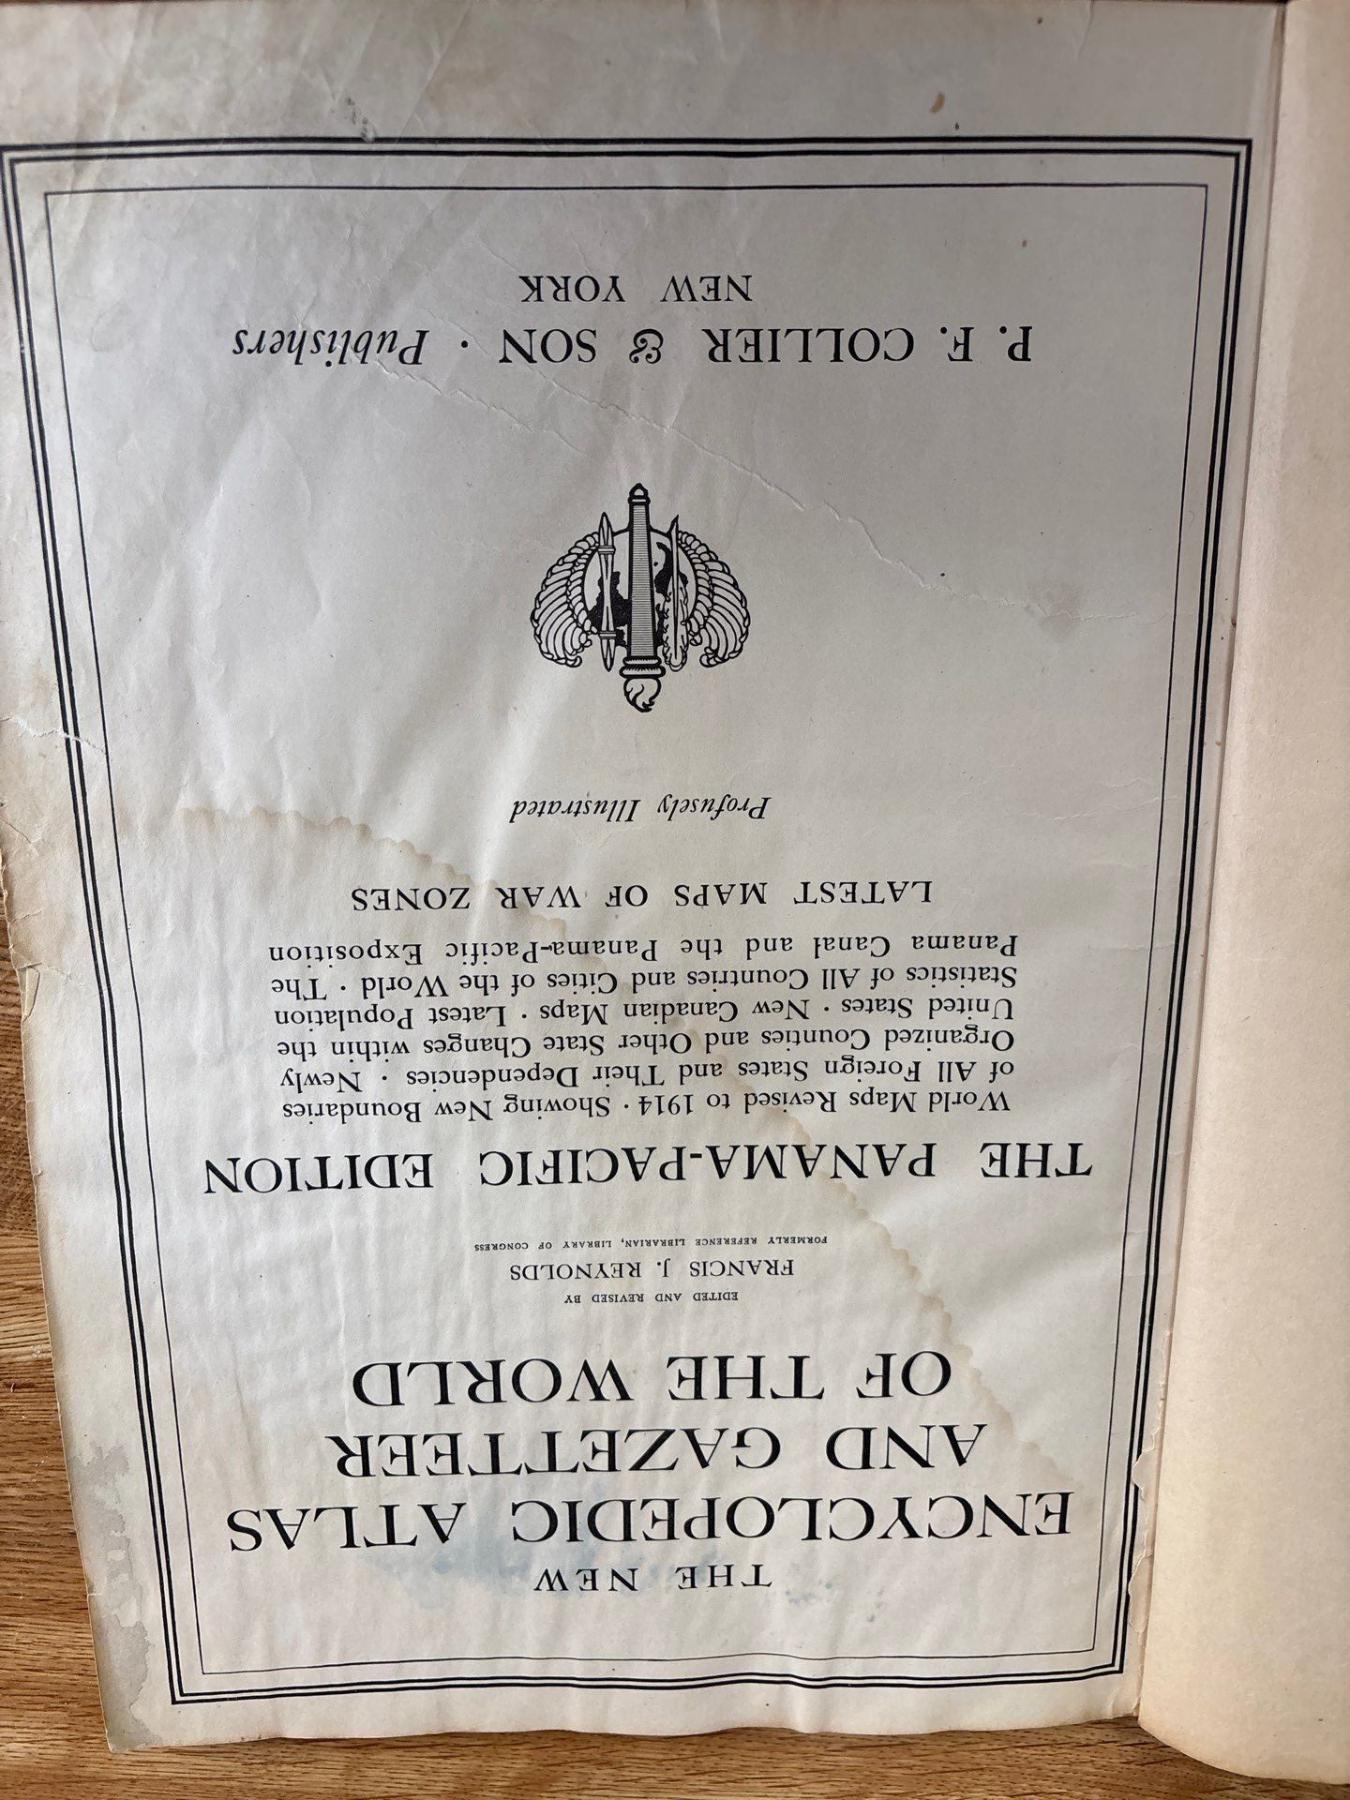 THE NEW
ENCYCLOPEDIC ATLAS
AND GAZETTEER
OF THE WORLD
EDITED AND REVISED BY
FRANCIS J. REYNOLDS
FORMERLY REFERENCE LIBRARIAN, LIBRARY OF CONGRESS
THE PANAMA-PACIFIC EDITION
World Maps Revised to 1914 · Showing New Boundaries
of All Foreign States and Their Dependencies · Newly
Organized Counties and Other State Changes within the
United States · New Canadian Maps · Latest Population
Statistics of All Countries and Cities of the World · The
Panama Canal and the Panama-Pacific Exposition
LATEST MAPS OF WAR ZONES
Profusely Illustrated
P. F. COLLIER & SON · Publishers
NEW YORK